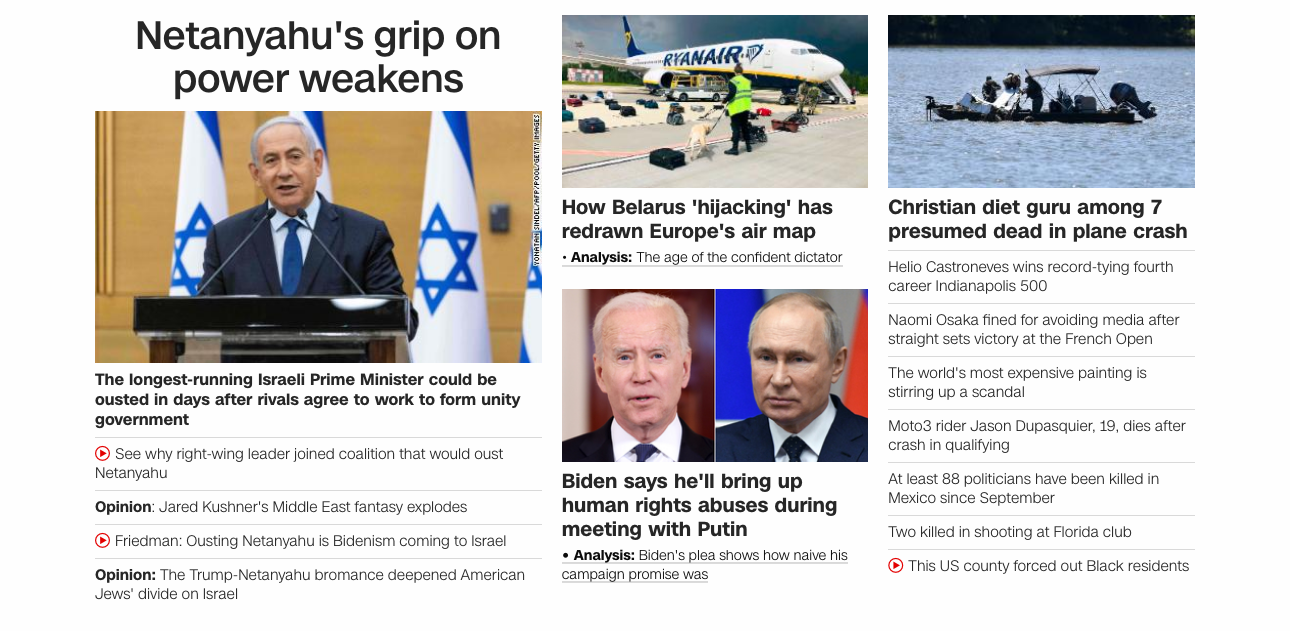 Netanyahu's grip on
power weakens
YONATAN SINDEL/AFP/POOL/GETTY IMAGES
The longest-running Israeli Prime Minister could be
ousted in days after rivals agree to work to form unity
government
See why right-wing leader joined coalition that would oust
Netanyahu
Opinion: Jared Kushner's Middle East fantasy explodes
Friedman: Ousting Netanyahu is Bidenism coming to Israel
Opinion: The Trump-Netanyahu bromance deepened American
Jews' divide on Israel
RYANAIR
How Belarus 'hijacking' has
redrawn Europe's air map
• Analysis: The age of the confident dictator
Biden says he'll bring up
human rights abuses during
meeting with Putin
• Analysis: Biden's plea shows how naive his
campaign promise was
Christian diet guru among 7
presumed dead in plane crash
Helio Castroneves wins record-tying fourth
career Indianapolis 500
Naomi Osaka fined for avoiding media after
straight sets victory at the French Open
The world's most expensive painting is
stirring up a scandal
Moto3 rider Jason Dupasquier, 19, dies after
crash in qualifying
At least 88 politicians have been killed in
Mexico since September
Two killed in shooting at Florida club
This US county forced out Black residents